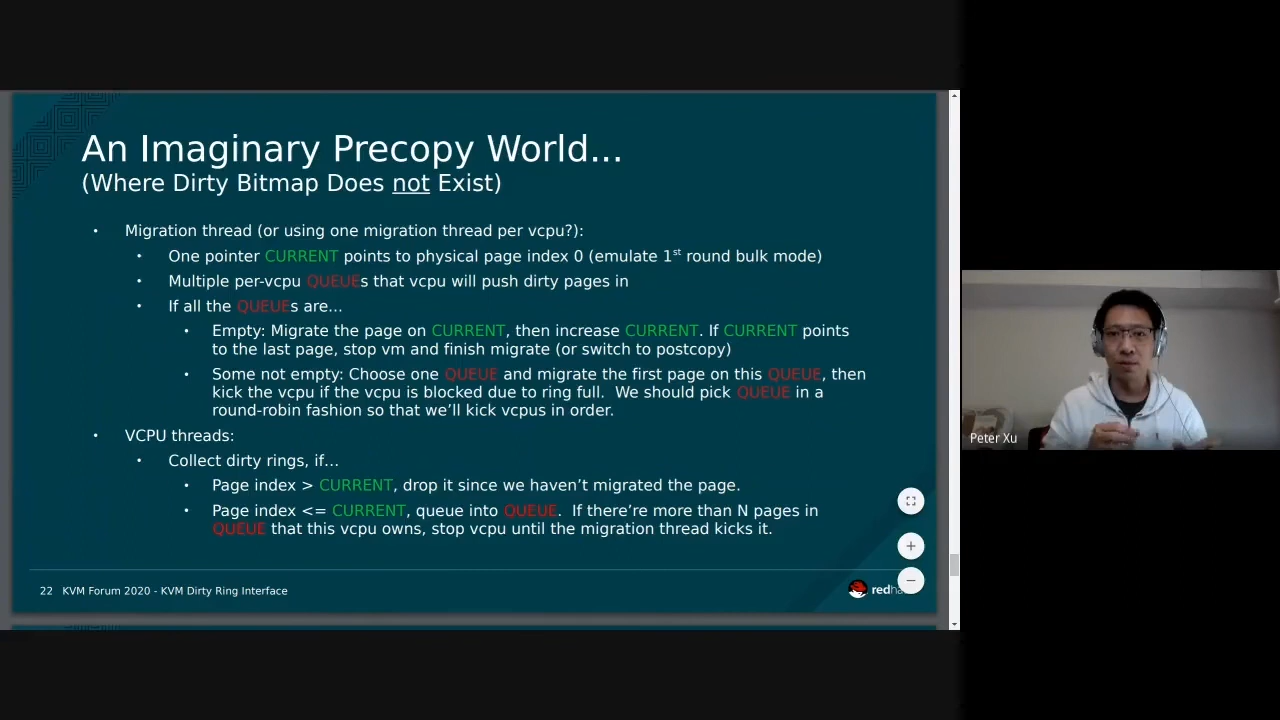 An Imaginary Precopy World...
(Where Dirty Bitmap Does not Exist)
• Migration thread (or using one migration thread per vcpu?):
• One pointer CURRENT points to physical page index 0 (emulate 1st round bulk mode)
• Multiple per-vcpu QUEUEs that vcpu will push dirty pages in
• If all the QUEUEs are...
• Empty: Migrate the page on CURRENT, then increase CURRENT. If CURRENT points
to the last page, stop vm and finish migrate (or switch to postcopy)
• Some not empty: Choose one QUEUE and migrate the first page on this QUEUE, then
kick the vcpu if the vcpu is blocked due to ring full. We should pick QUEUE in a
round-robin fashion so that we’ll kick vcpus in order.
• VCPU threads:
• Collect dirty rings, if...
• Page index > CURRENT, drop it since we haven’t migrated the page.
• Page index <= CURRENT, queue into QUEUE. If there’re more than N pages in
QUEUE that this vcpu owns, stop vcpu until the migration thread kicks it.
22 KVM Forum 2020 - KVM Dirty Ring Interface
Peter Xu